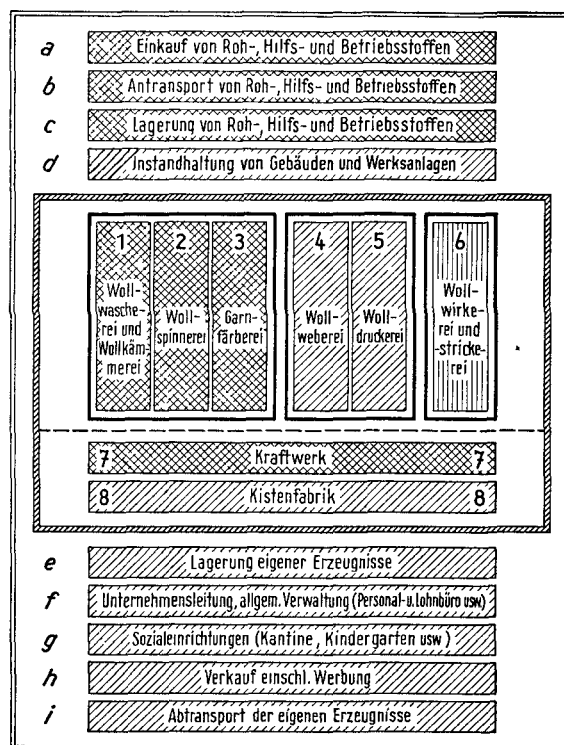 a Einkauf von Roh-, Hilfs- und Betriebsstoffen
b Antransport von Roh-, Hilfs- und Betriebsstoffen
c Lagerung von Roh-, Hilfs- und Betriebsstoffen
d Instandhaltung von Gebäuden und Werksanlagen
1 2 3 4 5 6
Woll-
wasche-
rei und
Wollkäm-
merei
Woll-
spinnerei
Garn-
färberei
Woll-
weberei
Woll-
druckerei
Woll-
wirke-
rei und
-stricke-
rei
7 Kraftwerk 7
8 Kistenfabrik 8
e Lagerung eigener Erzeugnisse
f Unternehmensleitung, allgem. Verwaltung (Personal-u. Lohnbüro usw)
g Sozialeinrichtungen (Kantine, Kindergarten usw)
h Verkauf einschl. Werbung
i Abtransport der eigenen Erzeugnisse